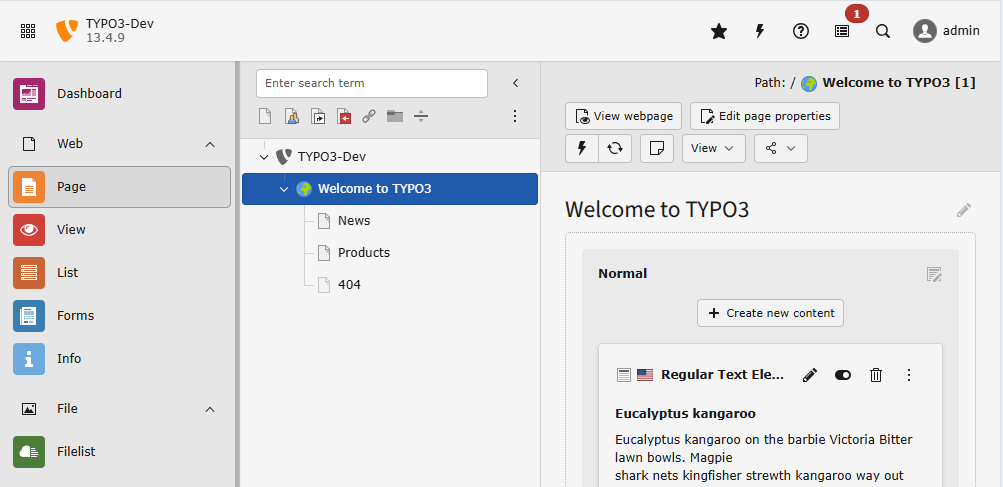 TYPO3-Dev
13.4.9
1
admin
Dashboard
Web
Page
View
List
Forms
Info
File
Filelist
Enter search term
TYPO3-Dev
Welcome to TYPO3
News
Products
404
Path: / Welcome to TYPO3 [1]
View webpage
Edit page properties
View
Welcome to TYPO3
Normal
+ Create new content
Regular Text Ele...
Eucalyptus kangaroo
Eucalyptus kangaroo on the barbie Victoria Bitter
lawn bowls. Magpie
shark nets kingfisher strewth kangaroo way out